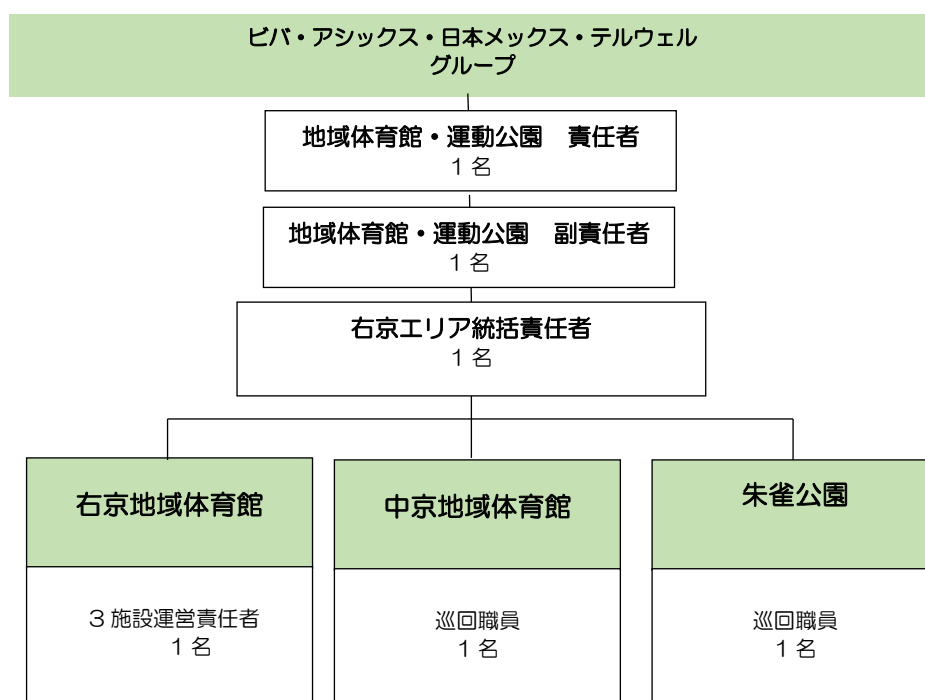 ビバ・アシックス・日本メックス・テルウェル
グループ
地域体育館・運動公園　責任者
1 名
地域体育館・運動公園　副責任者
1 名
右京エリア統括責任者
1 名
右京地域体育館
中京地域体育館
朱雀公園
3 施設運営責任者
1 名
巡回職員
1 名
巡回職員
1 名